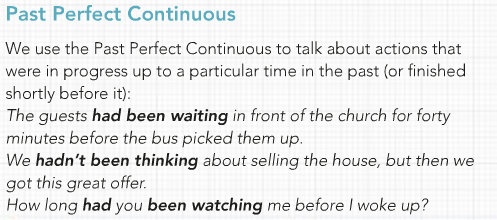 Past Perfect Continuous
We use the Past Perfect Continuous to talk about actions that
were in progress up to a particular time in the past (or finished
shortly before it):
The guests had been waiting in front of the church for forty
minutes before the bus picked them up.
We hadn't been thinking about selling the house, but then we
got this great offer.
How long had you been watching me before I woke up?